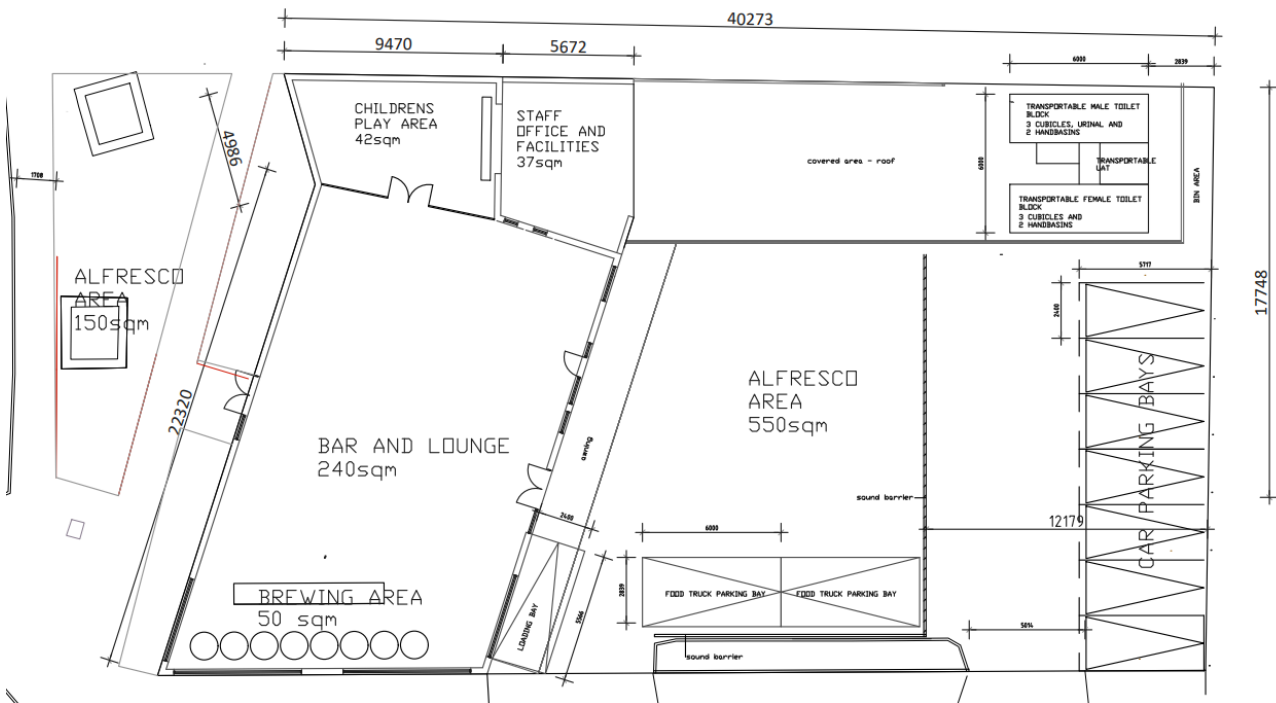 40273
9470
5672
6000
2839
CHILDRENS
PLAY AREA
42sqm
STAFF
OFFICE AND
FACILITIES
37sqm
covered area - roof
6000
TRANSPORTABLE MALE TOILET
BLOCK
3 CUBICLES, URINAL AND
2 HANDBASINS
TRANSPORTABLE
UAT
TRANSPORTABLE FEMALE TOILET
BLOCK
3 CUBICLES AND
2 HANDBASINS
BIN AREA
4986
1708
ALFRESCO
AREA
150sqm
22320
5717
2400
17748
CAR PARKING BAYS
ALFRESCO
AREA
550sqm
BAR AND LOUNGE
240sqm
awning
sound barrier
12179
2400
6000
2839
FOOD TRUCK PARKING BAY
FOOD TRUCK PARKING BAY
BREWING AREA
50 sqm
LOADING BAY
5566
5014
sound barrier